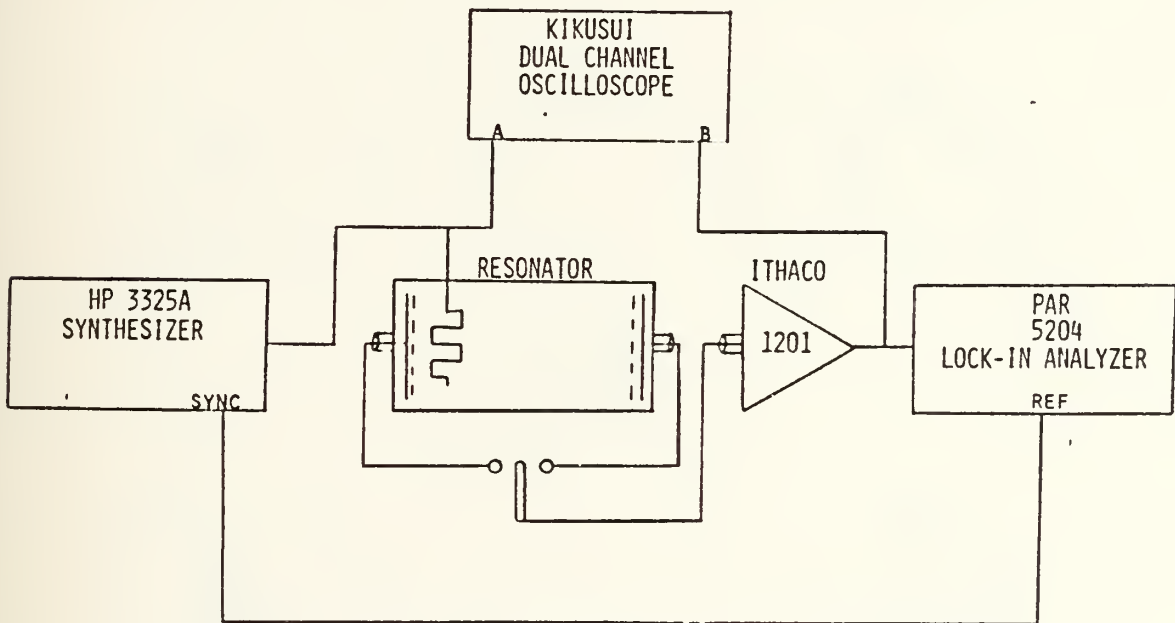 KIKUSUI
DUAL CHANNEL
OSCILLOSCOPE
A
B
RESONATOR
ITHACO
HP 3325A
SYNTHESIZER
SYNC
1201
PAR
5204
LOCK-IN ANALYZER
REF